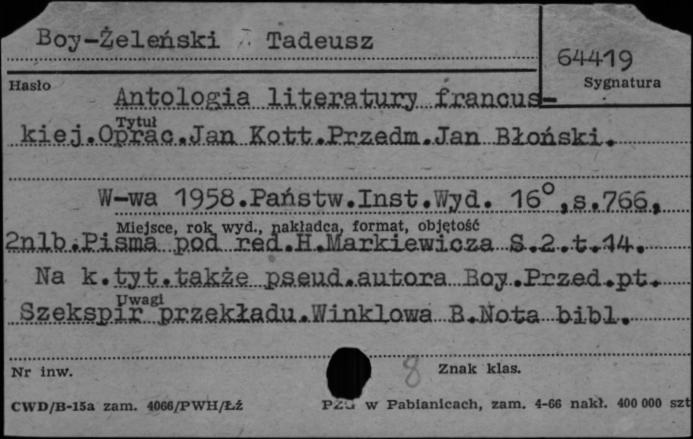 Boy-Żeleński Tadeusz
64419
Hasło
Sygnatura
Antologia literatury francus-
Tytuł
kiej.Oprac.Jan Kott.Przedm.Jan Błoński.
W-wa 1958.Państw.Inst.Wyd. 16°,s.766,
Miejsce, rok wyd., nakładca, format, objętość
2nlb.Pisma pod red.H.Markiewicza S.2.t.14.
Na k.tyt.także pseud.autora Boy.Przed.pt.
Uwagi
Szekspir przekładu.Winklowa B.Nota bibl.
Nr inw.
8 Znak klas.
CWD/B-15a zam. 4066/PWH/Łź
w Pabianicach, zam. 4-66 nakł. 400 000 szt